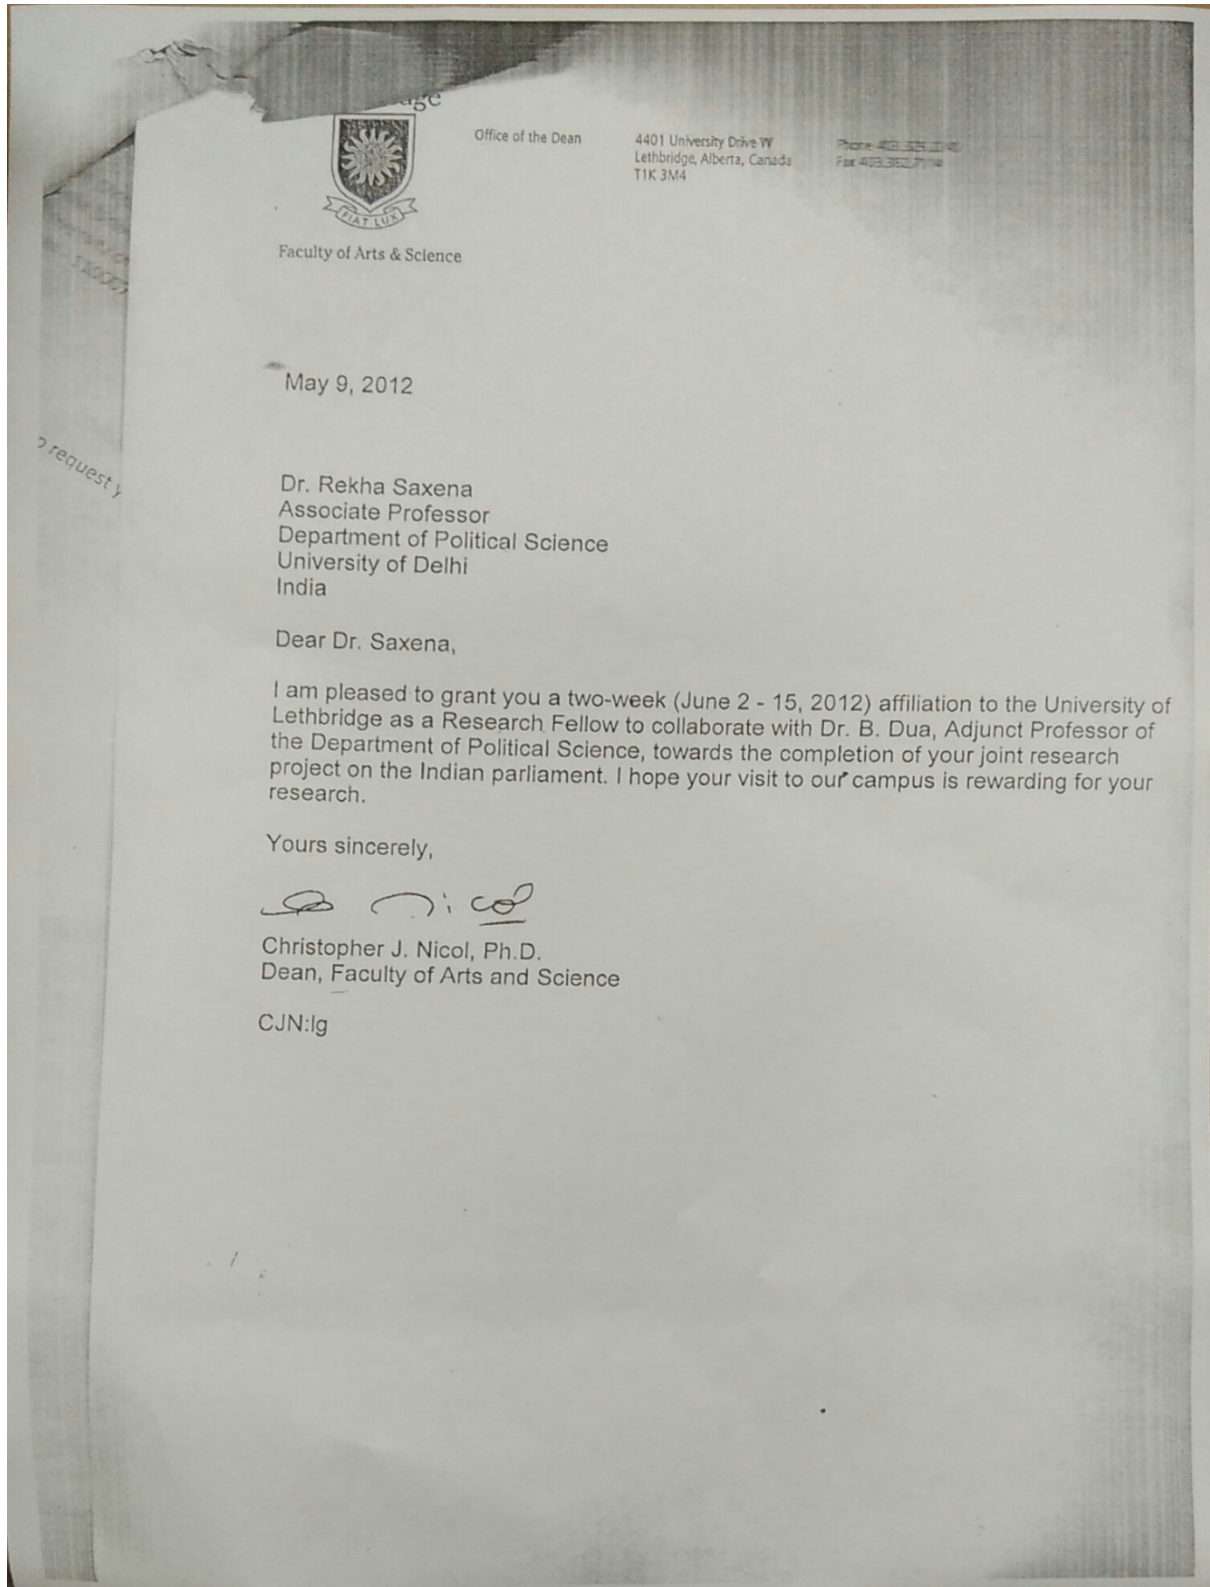 Office of the Dean
4401 University Drive W
Lethbridge, Alberta, Canada
T1K 3M4
Phone
Fax
FIAT LUX
Faculty of Arts & Science
May 9, 2012
request
Dr. Rekha Saxena
Associate Professor
Department of Political Science
University of Delhi
India
Dear Dr. Saxena,
I am pleased to grant you a two-week (June 2 - 15, 2012) affiliation to the University of
Lethbridge as a Research Fellow to collaborate with Dr. B. Dua, Adjunct Professor of
the Department of Political Science, towards the completion of your joint research
project on the Indian parliament. I hope your visit to our campus is rewarding for your
research.
Yours sincerely,
Christopher J. Nicol, Ph.D.
Dean, Faculty of Arts and Science
CJN:lg